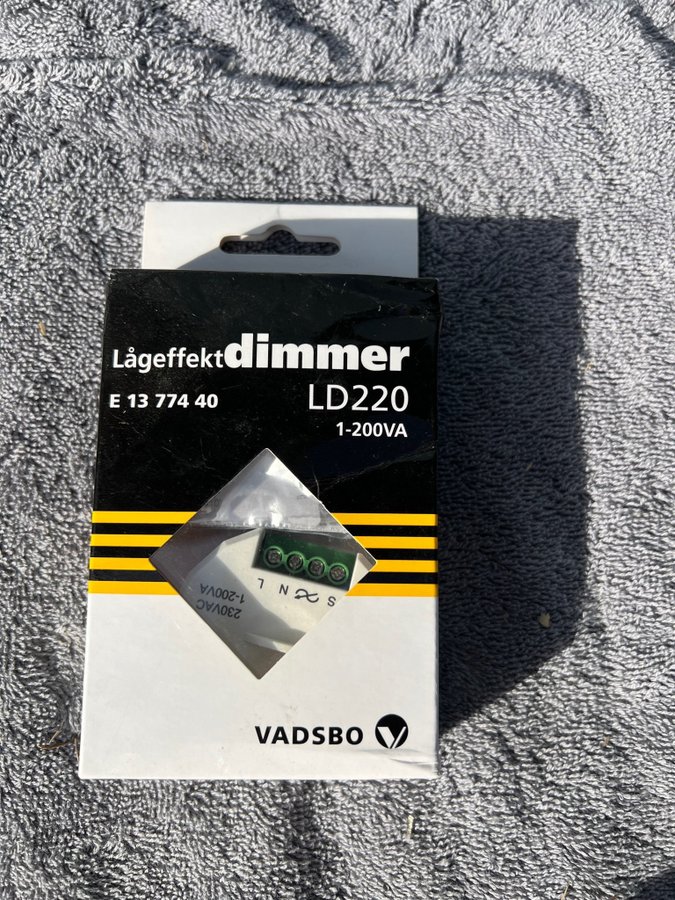 Lågeffektdimmer
E 13 774 40
LD220
1-200VA
L N S
230VAC
1-200VA
VADSBO